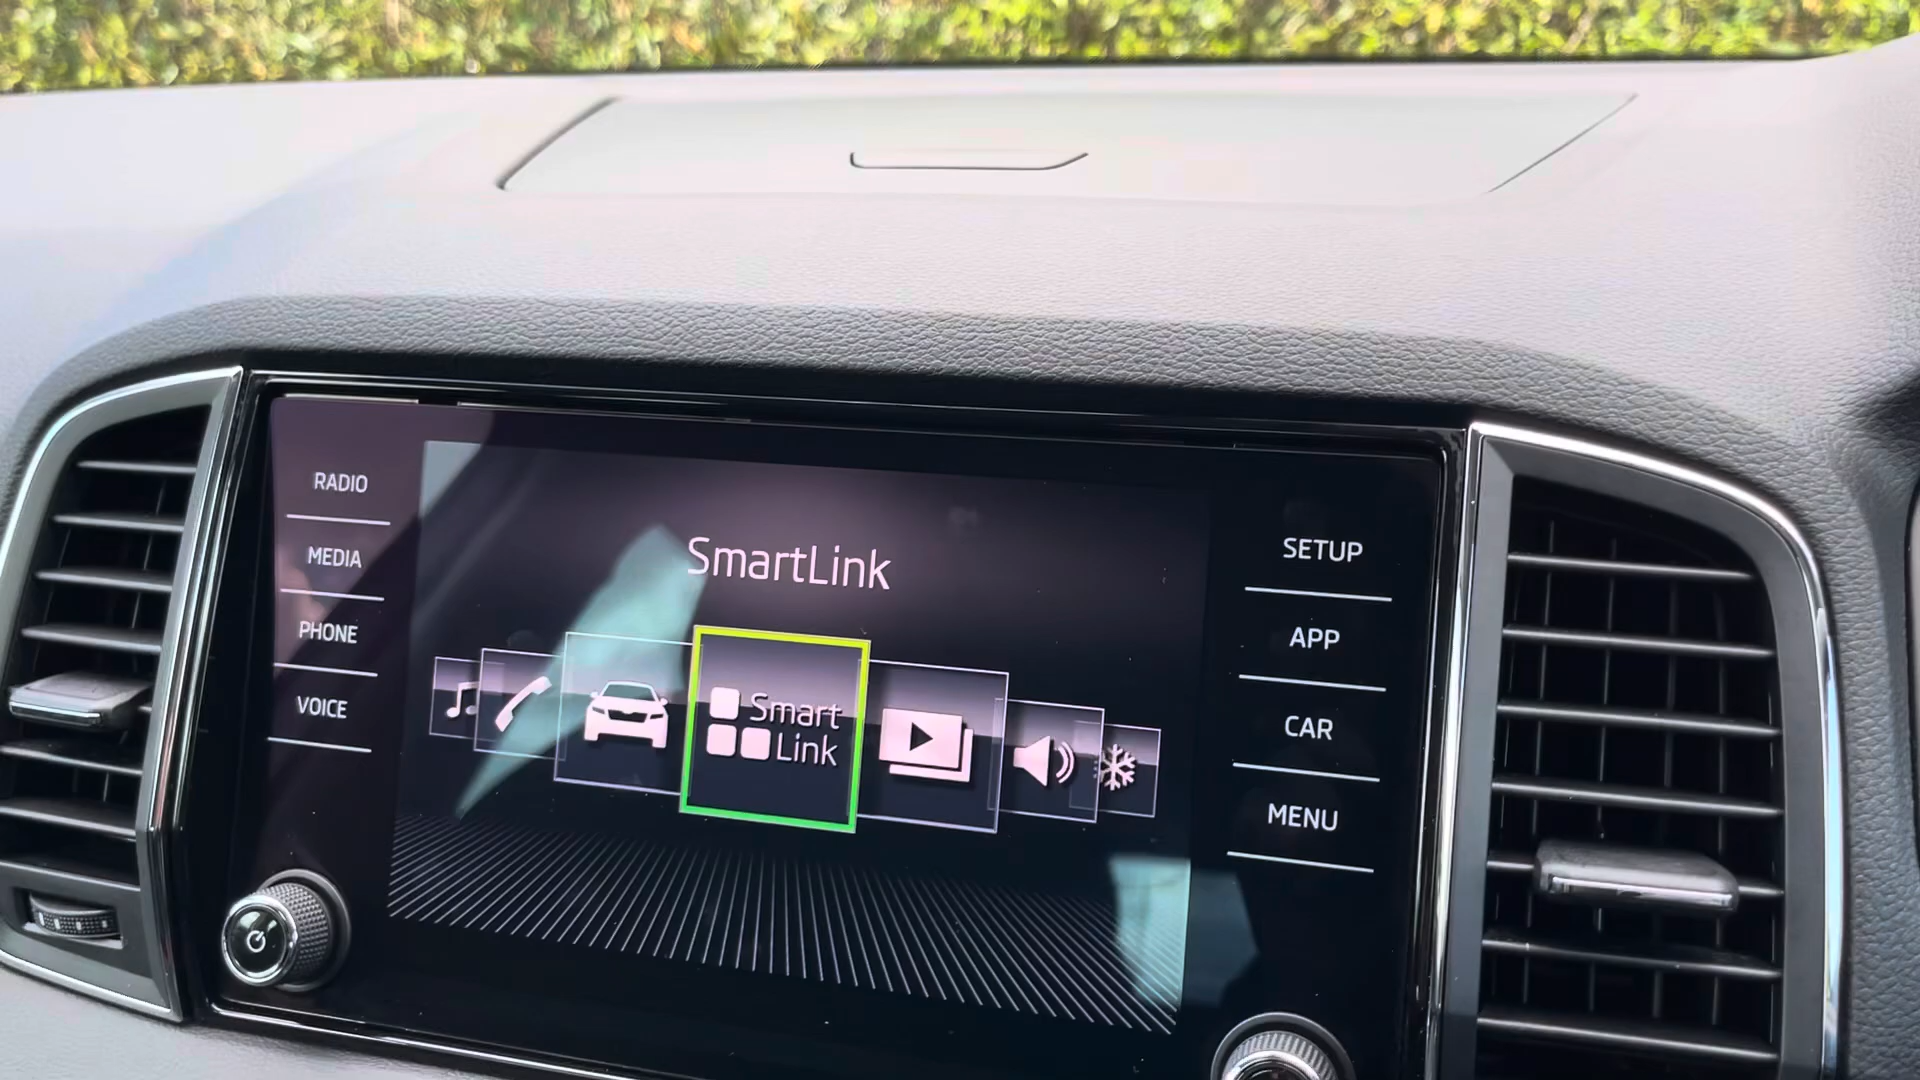 RADIO
MEDIA
PHONE
VOICE
SmartLink
Smart
Link
SETUP
APP
CAR
MENU